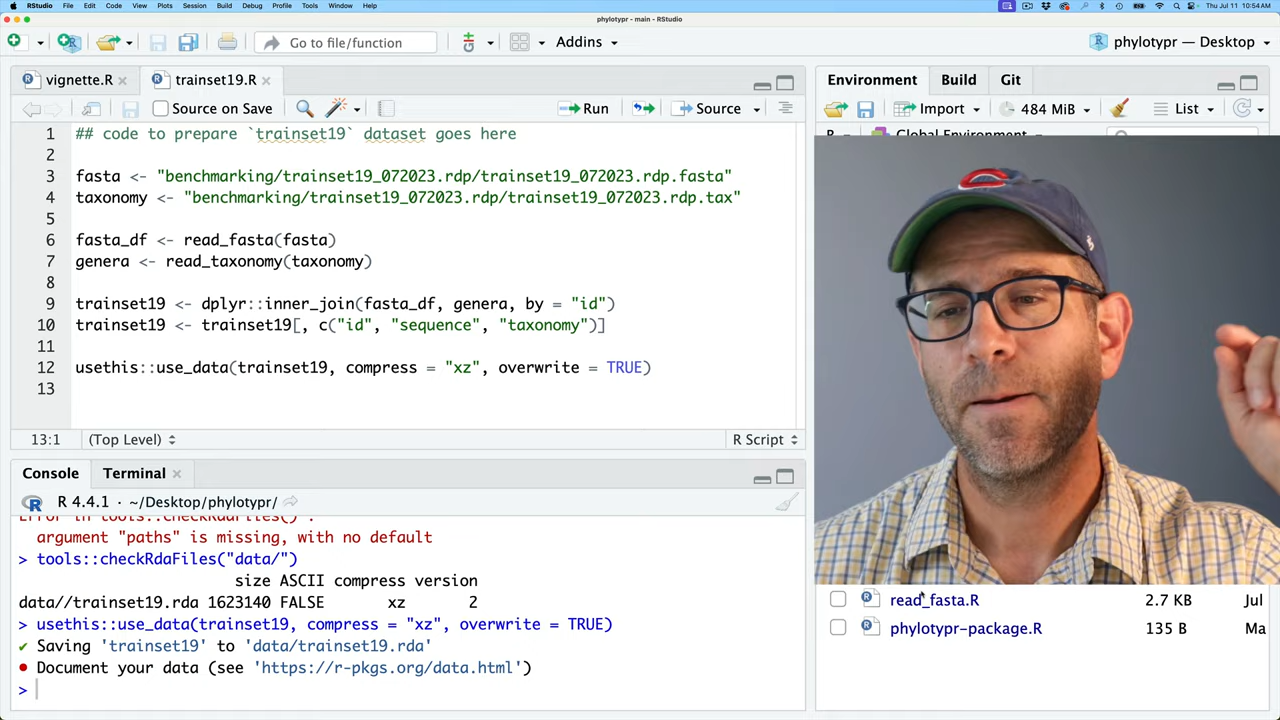 RStudio File Edit Code View Plots Session Build Debug Profile Tools Window Help Thu Jul 11 10:54 AM
phylotypr - main - RStudio
Go to file/function Addins phylotypr — Desktop
vignette.R trainset19.R
Source on Save Run Source
1 ## code to prepare `trainset19` dataset goes here
2
3 fasta <- "benchmarking/trainset19_072023.rdp/trainset19_072023.rdp.fasta"
4 taxonomy <- "benchmarking/trainset19_072023.rdp/trainset19_072023.rdp.tax"
5
6 fasta_df <- read_fasta(fasta)
7 genera <- read_taxonomy(taxonomy)
8
9 trainset19 <- dplyr::inner_join(fasta_df, genera, by = "id")
10 trainset19 <- trainset19[, c("id", "sequence", "taxonomy")]
11
12 usethis::use_data(trainset19, compress = "xz", overwrite = TRUE)
13
13:1 (Top Level) R Script
Console Terminal
R 4.4.1 · ~/Desktop/phylotypr/
Error in tools::checkRdaFiles() :
argument "paths" is missing, with no default
> tools::checkRdaFiles("data/")
size ASCII compress version
data//trainset19.rda 1623140 FALSE xz 2
> usethis::use_data(trainset19, compress = "xz", overwrite = TRUE)
✔ Saving 'trainset19' to 'data/trainset19.rda'
● Document your data (see 'https://r-pkgs.org/data.html')
>
Environment Build Git
Import 484 MiB List
R Global Environment
read_fasta.R 2.7 KB Jul
phylotypr-package.R 135 B Ma